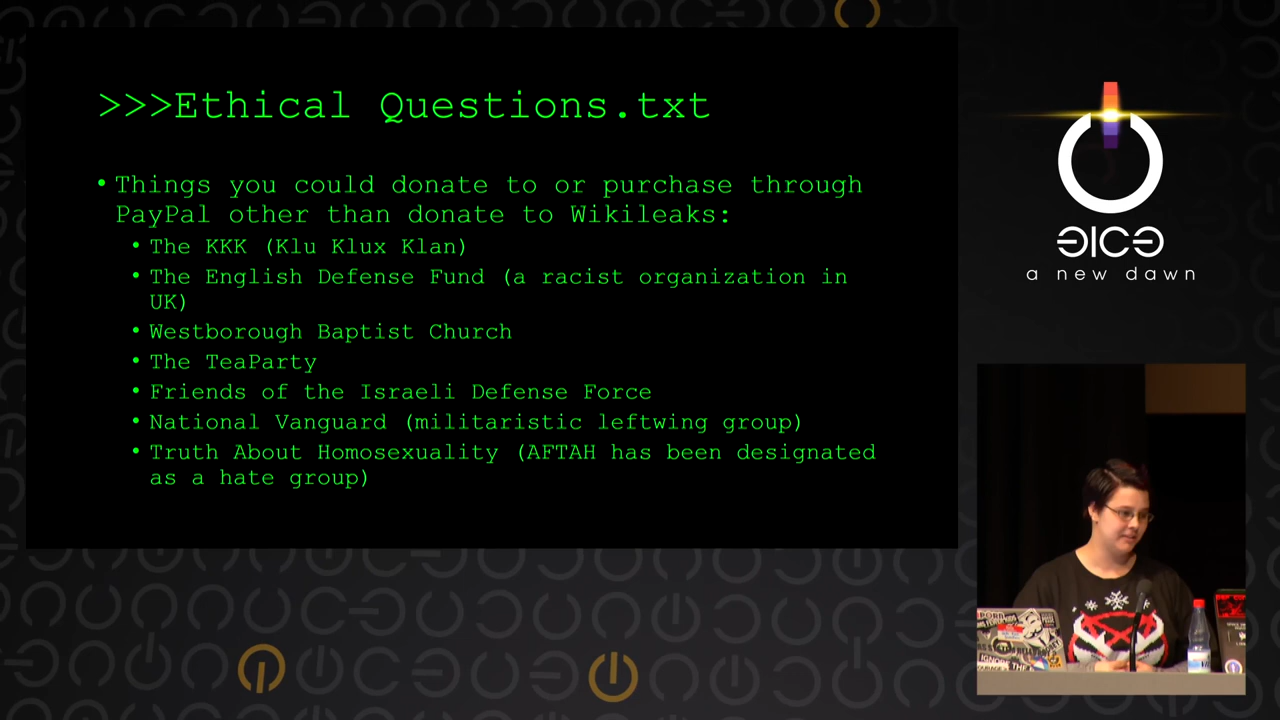 >>>Ethical Questions.txt
• Things you could donate to or purchase through
PayPal other than donate to Wikileaks:
• The KKK (Klu Klux Klan)
• The English Defense Fund (a racist organization in
UK)
• Westborough Baptist Church
• The TeaParty
• Friends of the Israeli Defense Force
• National Vanguard (militaristic leftwing group)
• Truth About Homosexuality (AFTAH has been designated
as a hate group)
a new dawn